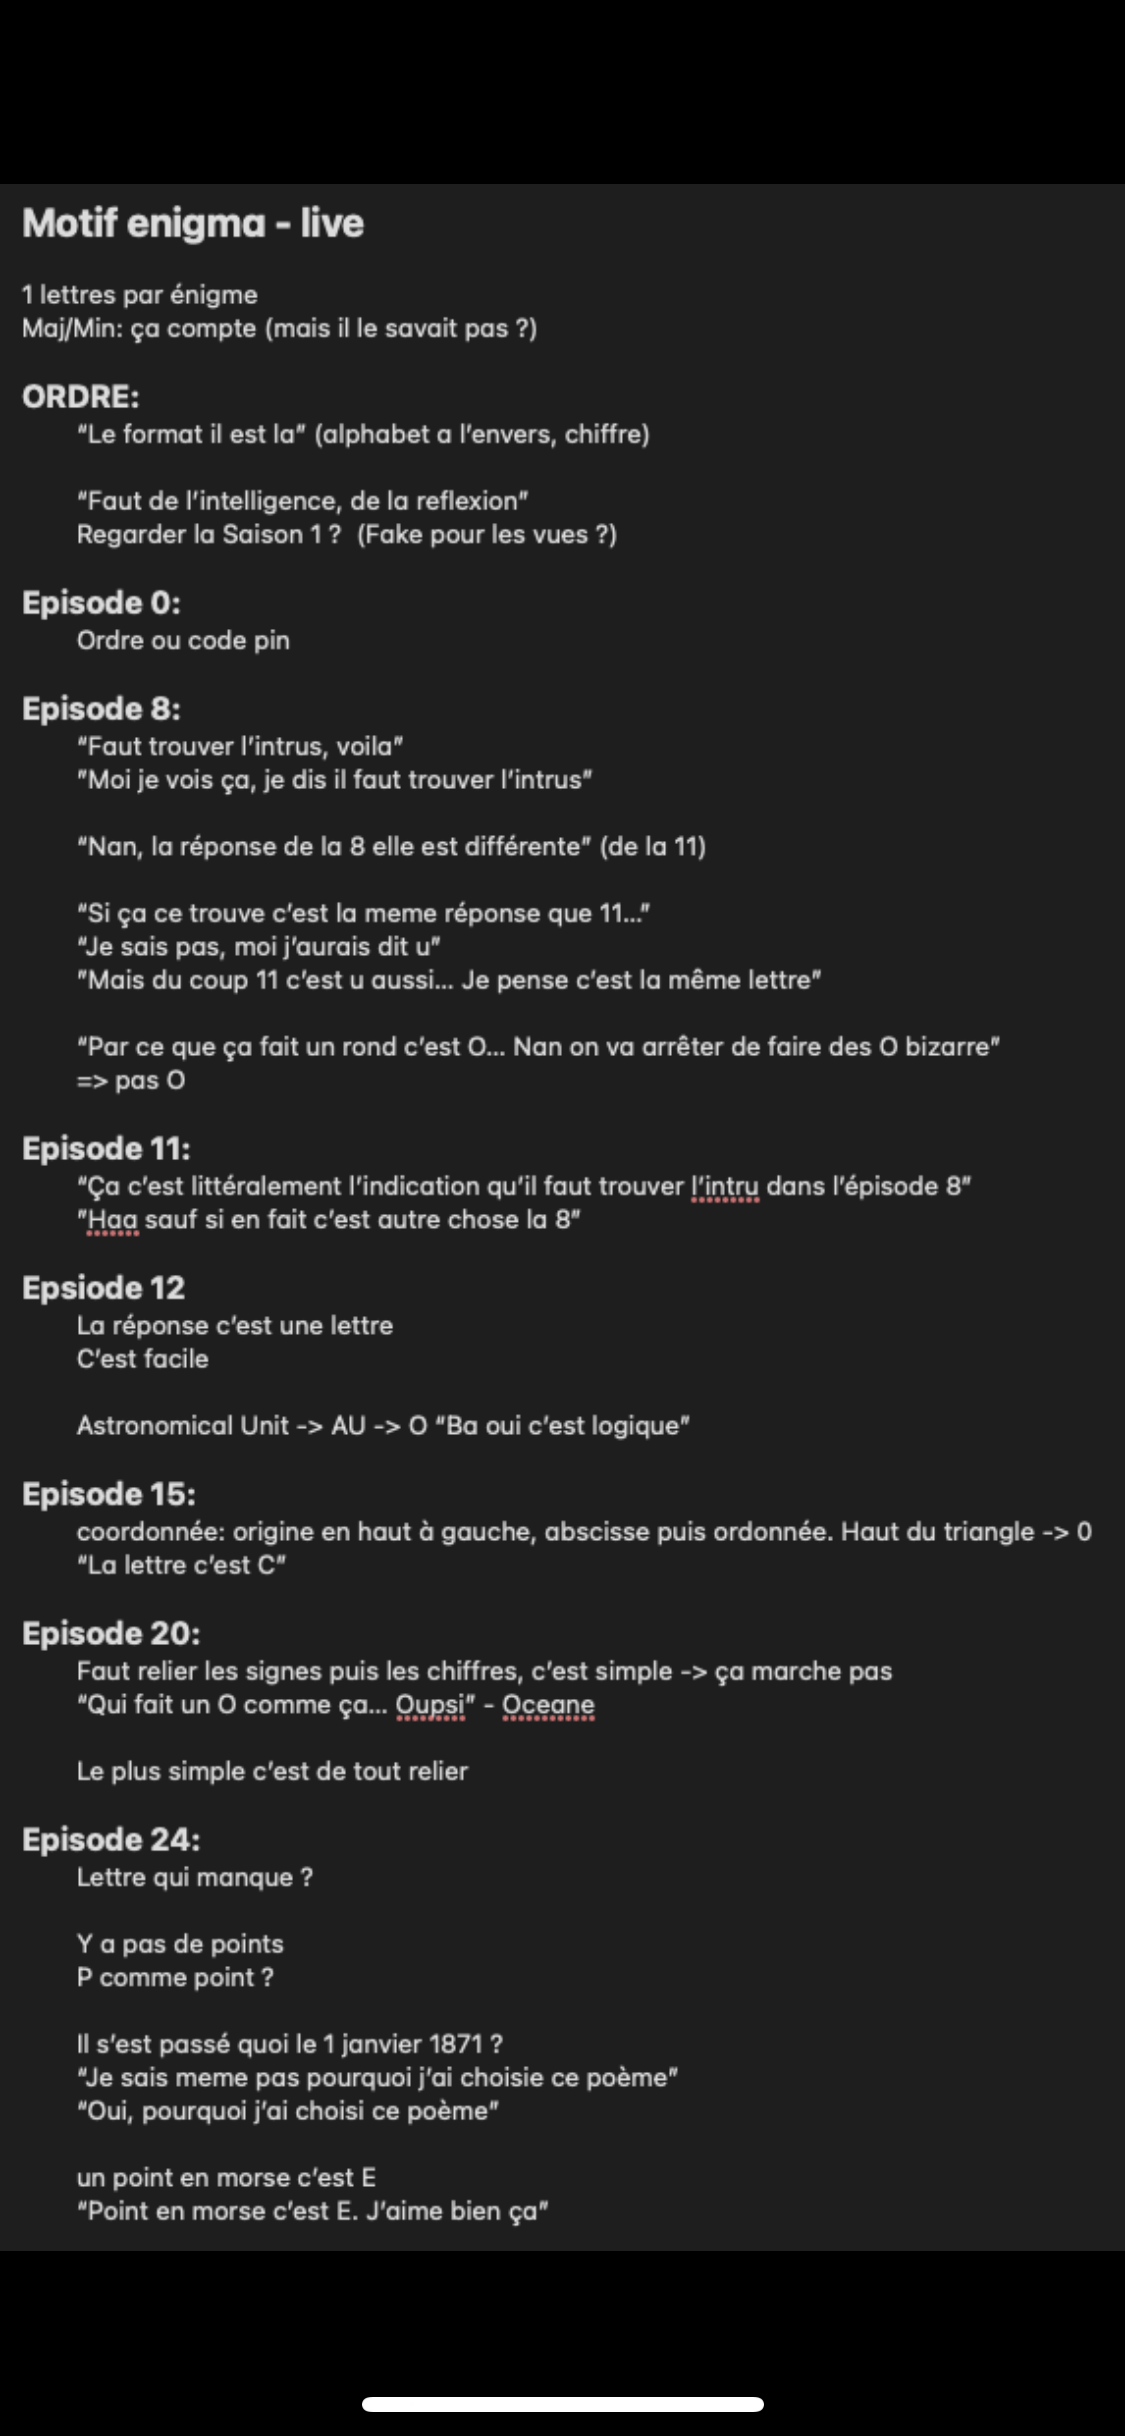 Motif enigma - live
1 lettres par énigme
Maj/Min: ça compte (mais il le savait pas ?)
ORDRE:
“Le format il est la” (alphabet a l’envers, chiffre)
“Faut de l’intelligence, de la reflexion”
Regarder la Saison 1 ?  (Fake pour les vues ?)
Episode 0:
Ordre ou code pin
Episode 8:
“Faut trouver l’intrus, voila”
”Moi je vois ça, je dis il faut trouver l’intrus”
“Nan, la réponse de la 8 elle est différente” (de la 11)
“Si ça ce trouve c’est la meme réponse que 11...”
“Je sais pas, moi j’aurais dit u”
”Mais du coup 11 c’est u aussi... Je pense c’est la même lettre”
“Par ce que ça fait un rond c’est O... Nan on va arrêter de faire des O bizarre”
=> pas O
Episode 11:
“Ça c’est littéralement l’indication qu’il faut trouver l’intru dans l’épisode 8”
”Haa sauf si en fait c’est autre chose la 8”
Epsiode 12
La réponse c’est une lettre
C’est facile
Astronomical Unit -> AU -> O “Ba oui c’est logique”
Episode 15:
coordonnée: origine en haut à gauche, abscisse puis ordonnée. Haut du triangle -> 0
“La lettre c’est C”
Episode 20:
Faut relier les signes puis les chiffres, c’est simple -> ça marche pas
“Qui fait un O comme ça... Oupsi” - Oceane
Le plus simple c’est de tout relier
Episode 24:
Lettre qui manque ?
Y a pas de points
P comme point ?
Il s’est passé quoi le 1 janvier 1871 ?
“Je sais meme pas pourquoi j’ai choisie ce poème”
“Oui, pourquoi j’ai choisi ce poème”
un point en morse c’est E
“Point en morse c’est E. J’aime bien ça”